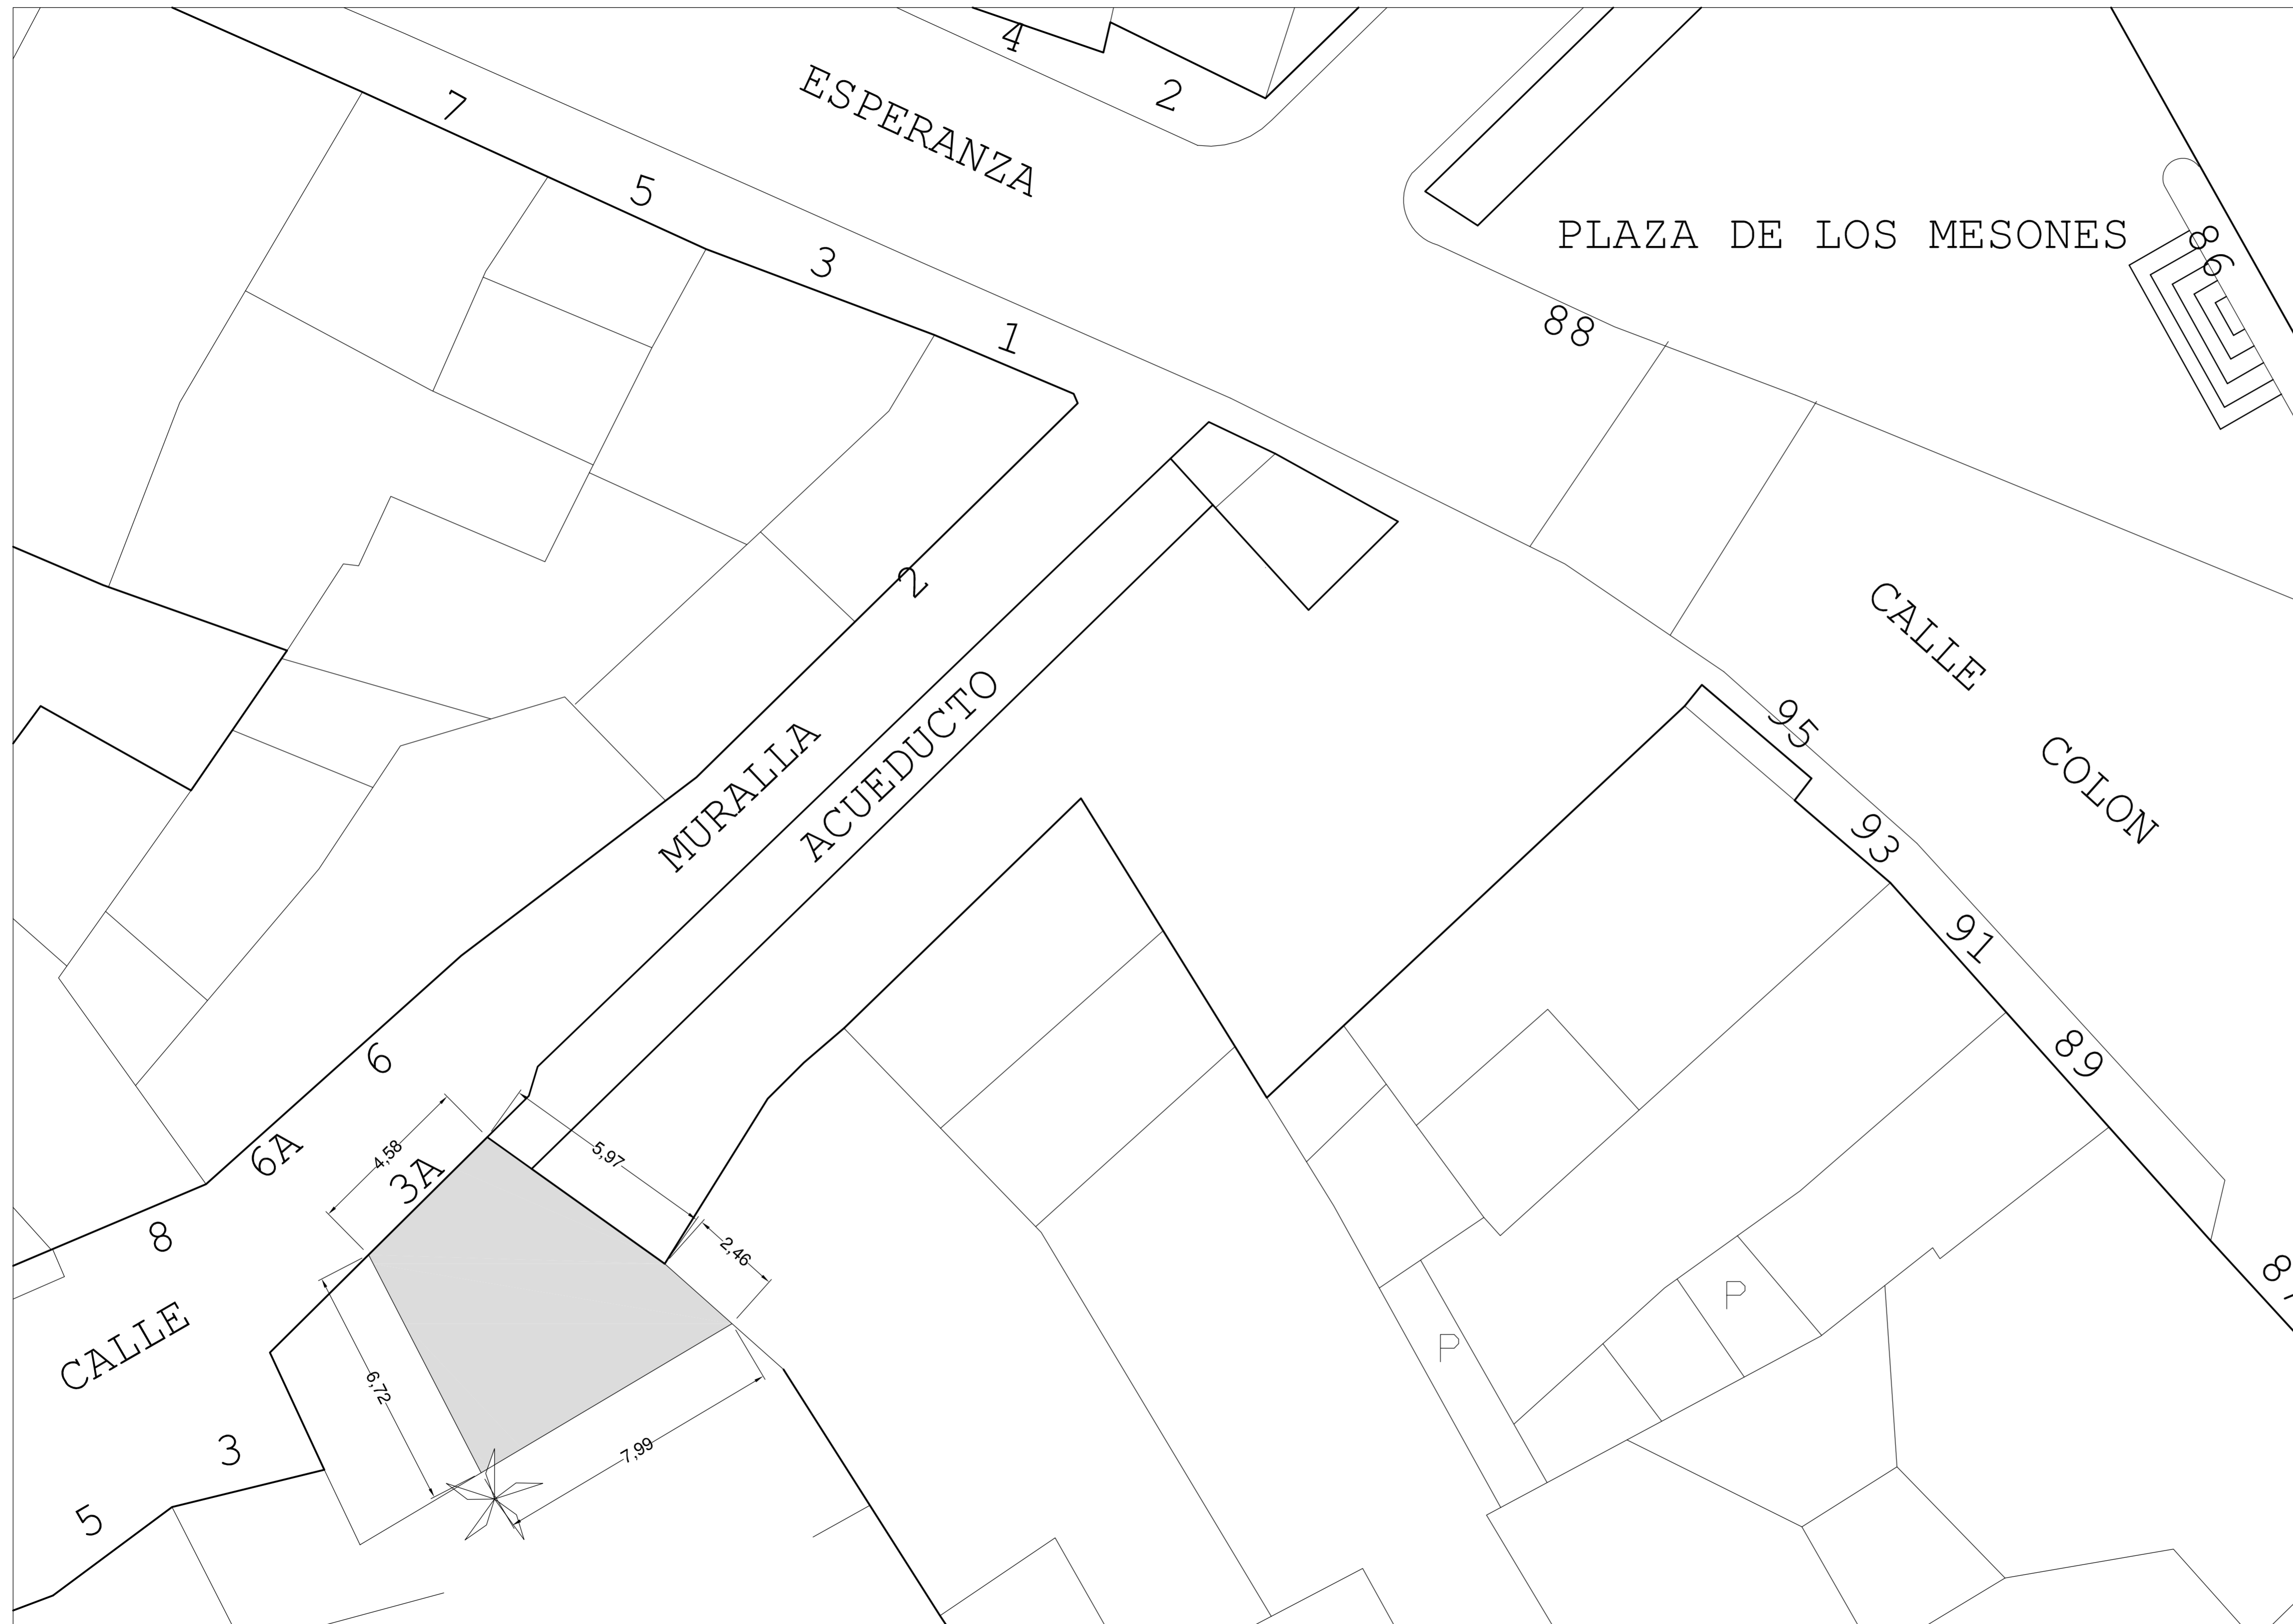 4
2
ESPERANZA
7
5
3
1
PLAZA DE LOS MESONES
86
88
2
CALLE
COLON
95
93
91
89
MURALLA
ACUEDUCTO
6
6A
8
3A
4,58
5,97
2,46
6,72
7,99
CALLE
3
5
P
P
87